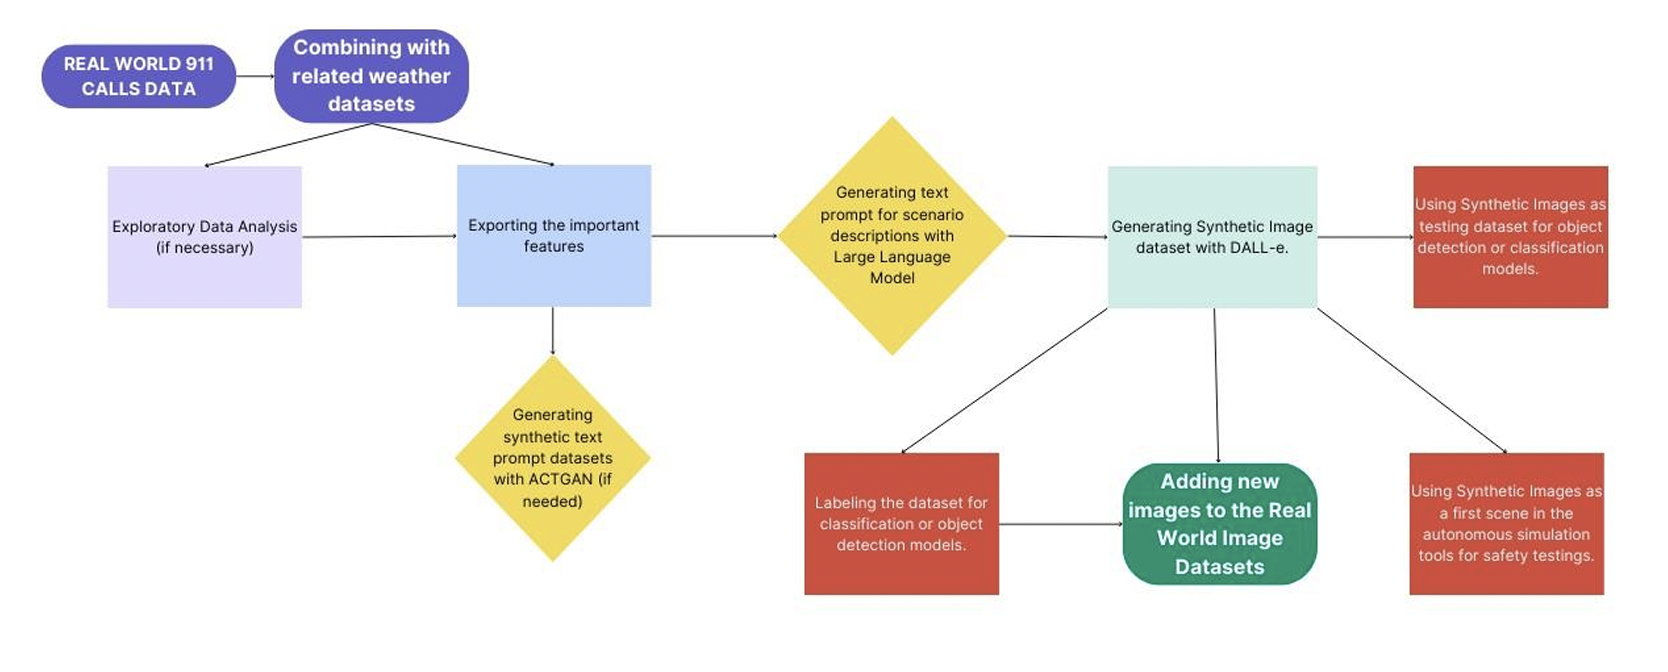 REAL WORLD 911
CALLS DATA
Combining with
related weather
datasets
Exploratory Data Analysis
(if necessary)
Exporting the important
features
Generating text
prompt for scenario
descriptions with
Large Language
Model
Generating Synthetic Image
dataset with DALL-e.
Using Synthetic Images as
testing dataset for object
detection or classification
models.
Generating
synthetic text
prompt datasets
with ACTGAN (if
needed)
Labeling the dataset for
classification or object
detection models.
Adding new
images to the Real
World Image
Datasets
Using Synthetic Images as
a first scene in the
autonomous simulation
tools for safety testings.